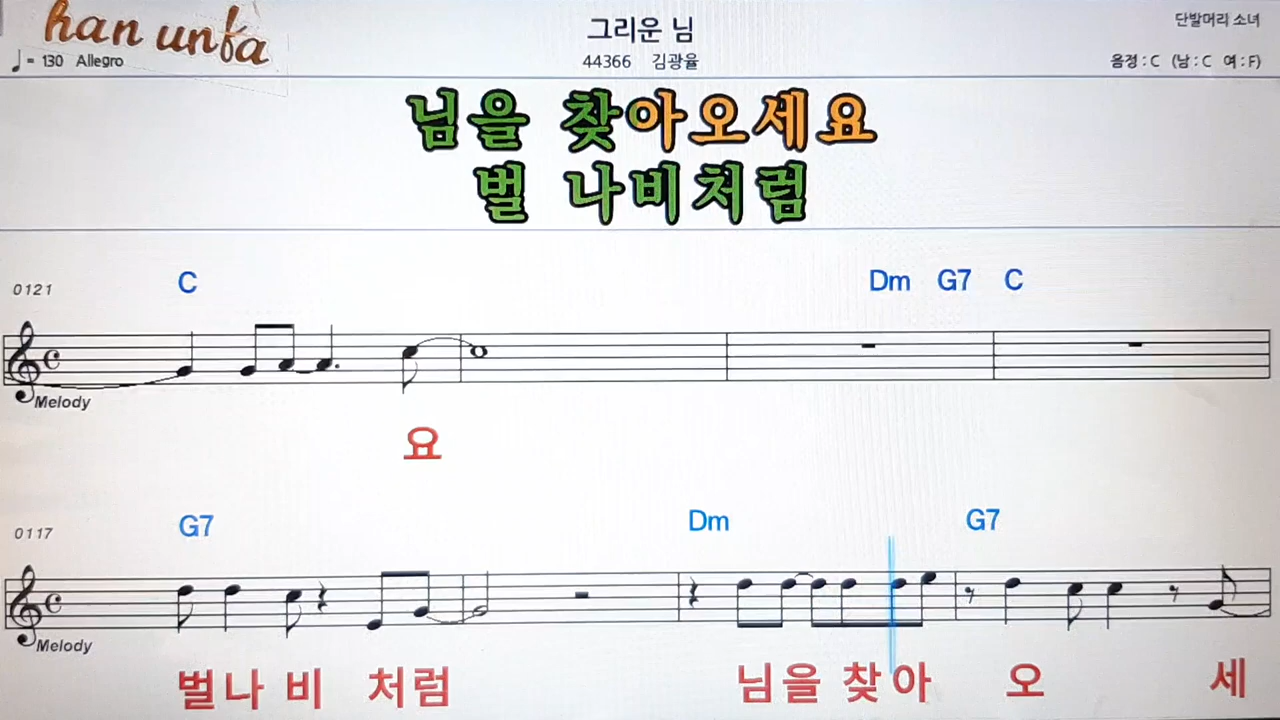 han unfa
그리운 님
단발머리 소녀
♩= 130 Allegro
44366 김광율
음정 : C (남 : C 여 : F)
님을 찾아오세요
벌 나비처럼
0121
C Dm G7 C
Melody
요
0117
G7 Dm G7
Melody
벌나 비 처럼 님을 찾아 오 세